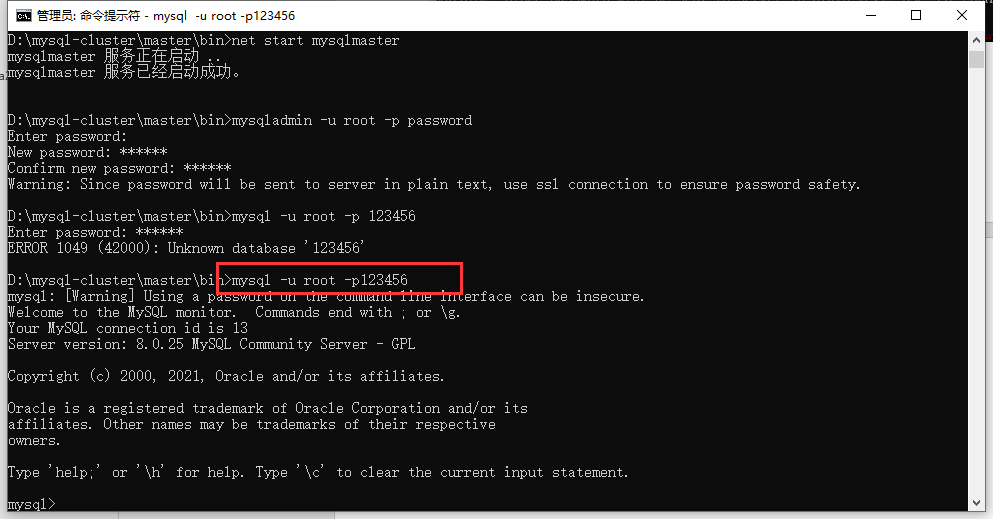 管理员: 命令提示符 - mysql  -u root -p123456
D:\mysql-cluster\master\bin>net start mysqlmaster
mysqlmaster 服务正在启动 ..
mysqlmaster 服务已经启动成功。
D:\mysql-cluster\master\bin>mysqladmin -u root -p password
Enter password:
New password: ******
Confirm new password: ******
Warning: Since password will be sent to server in plain text, use ssl connection to ensure password safety.
D:\mysql-cluster\master\bin>mysql -u root -p 123456
Enter password: ******
ERROR 1049 (42000): Unknown database '123456'
D:\mysql-cluster\master\bin>mysql -u root -p123456
mysql: [Warning] Using a password on the command line interface can be insecure.
Welcome to the MySQL monitor.  Commands end with ; or \g.
Your MySQL connection id is 13
Server version: 8.0.25 MySQL Community Server - GPL
Copyright (c) 2000, 2021, Oracle and/or its affiliates.
Oracle is a registered trademark of Oracle Corporation and/or its
affiliates. Other names may be trademarks of their respective
owners.
Type 'help;' or '\h' for help. Type '\c' to clear the current input statement.
mysql>